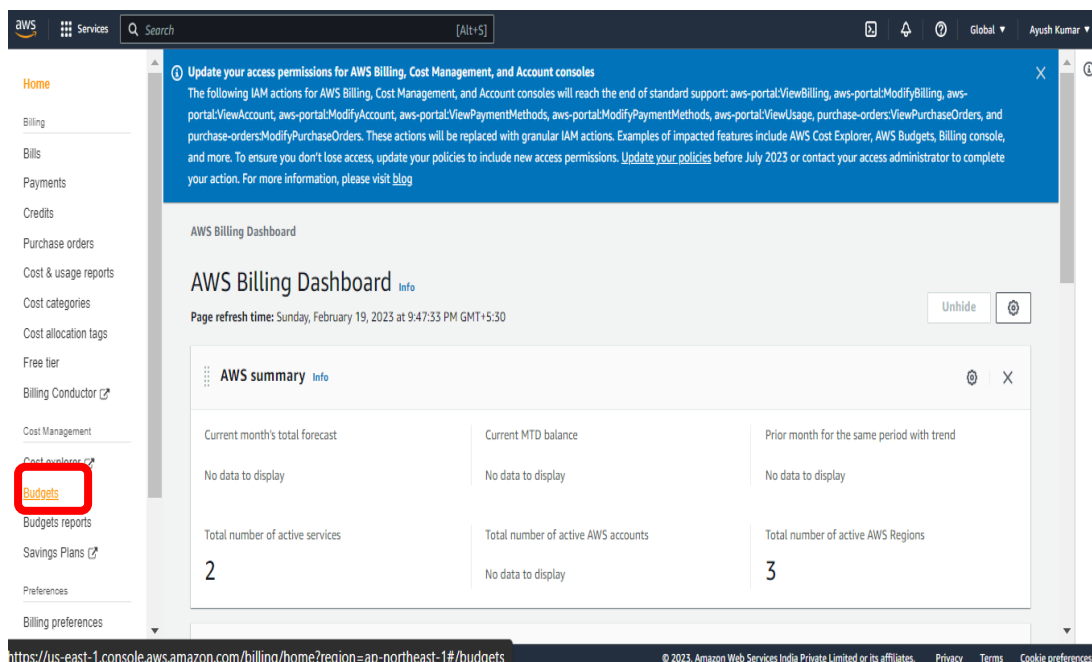 aws
Services
Search
[Alt+S]
Global ▼
Ayush Kumar ▼
Home
Billing
Bills
Payments
Credits
Purchase orders
Cost & usage reports
Cost categories
Cost allocation tags
Free tier
Billing Conductor
Cost Management
Cost explorer
Budgets
Budgets reports
Savings Plans
Preferences
Billing preferences
Update your access permissions for AWS Billing, Cost Management, and Account consoles
The following IAM actions for AWS Billing, Cost Management, and Account consoles will reach the end of standard support: aws-portal:ViewBilling, aws-portal:ModifyBilling, aws-
portal:ViewAccount, aws-portal:ModifyAccount, aws-portal:ViewPaymentMethods, aws-portal:ModifyPaymentMethods, aws-portal:ViewUsage, purchase-orders:ViewPurchaseOrders, and
purchase-orders:ModifyPurchaseOrders. These actions will be replaced with granular IAM actions. Examples of impacted features include AWS Cost Explorer, AWS Budgets, Billing console,
and more. To ensure you don't lose access, update your policies to include new access permissions. Update your policies before July 2023 or contact your access administrator to complete
your action. For more information, please visit blog
AWS Billing Dashboard
AWS Billing Dashboard Info
Page refresh time: Sunday, February 19, 2023 at 9:47:33 PM GMT+5:30
Unhide
AWS summary Info
Current month's total forecast
No data to display
Current MTD balance
No data to display
Prior month for the same period with trend
No data to display
Total number of active services
2
Total number of active AWS accounts
No data to display
Total number of active AWS Regions
3
https://us-east-1.console.aws.amazon.com/billing/home?region=ap-northeast-1#/budgets
© 2023, Amazon Web Services India Private Limited or its affiliates.
Privacy
Terms
Cookie preferences